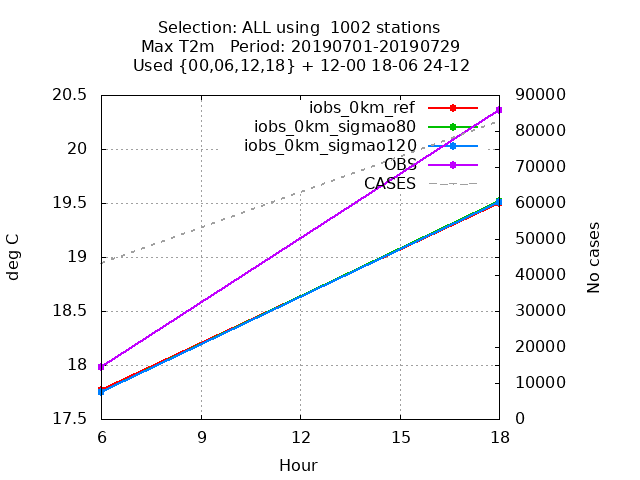 Selection: ALL using  1002 stations
Max T2m   Period: 20190701-20190729
Used {00,06,12,18} + 12-00 18-06 24-12
20.5
20
19.5
19
18.5
18
17.5
deg C
iobs_0km_ref
iobs_0km_sigmao80
iobs_0km_sigmao120
OBS
CASES
90000
80000
70000
60000
50000
40000
30000
20000
10000
0
No cases
6 9 12 15 18
Hour